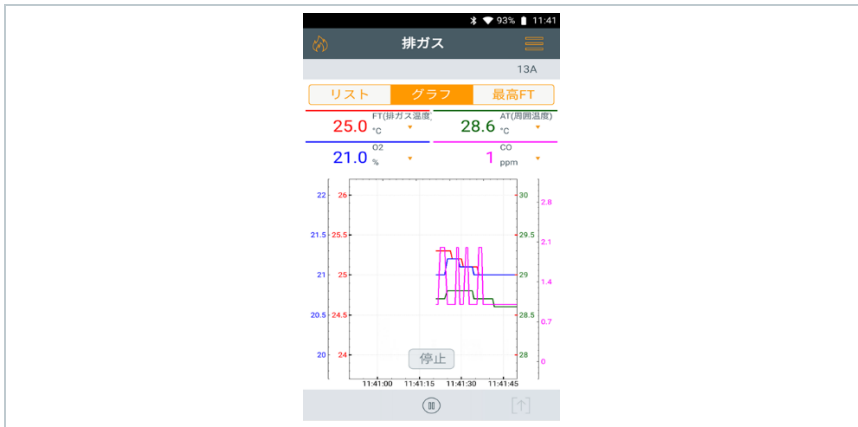 93% 11:41
排ガス
13A
リスト グラフ 最高FT
25.0 FT(排ガス温度) °C 28.6 AT(周囲温度) °C
21.0 O2 % 1 CO ppm
22 26 30 2.8
21.5 25.5 29.5 2.1
21 25 29 1.4
20.5 24.5 28.5 0.7
20 24 28 0
停止
11:41:00 11:41:15 11:41:30 11:41:45